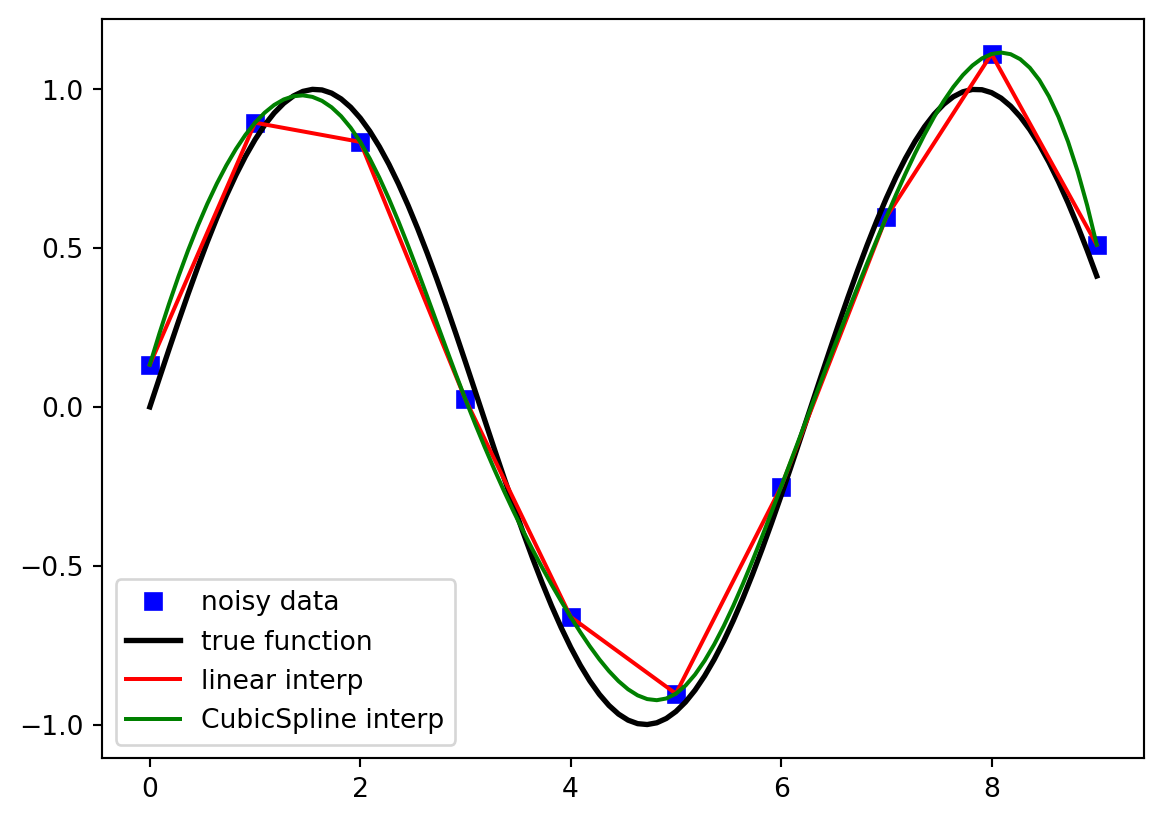 1.0
0.5
0.0
−0.5
−1.0
noisy data
true function
linear interp
CubicSpline interp
0 2 4 6 8